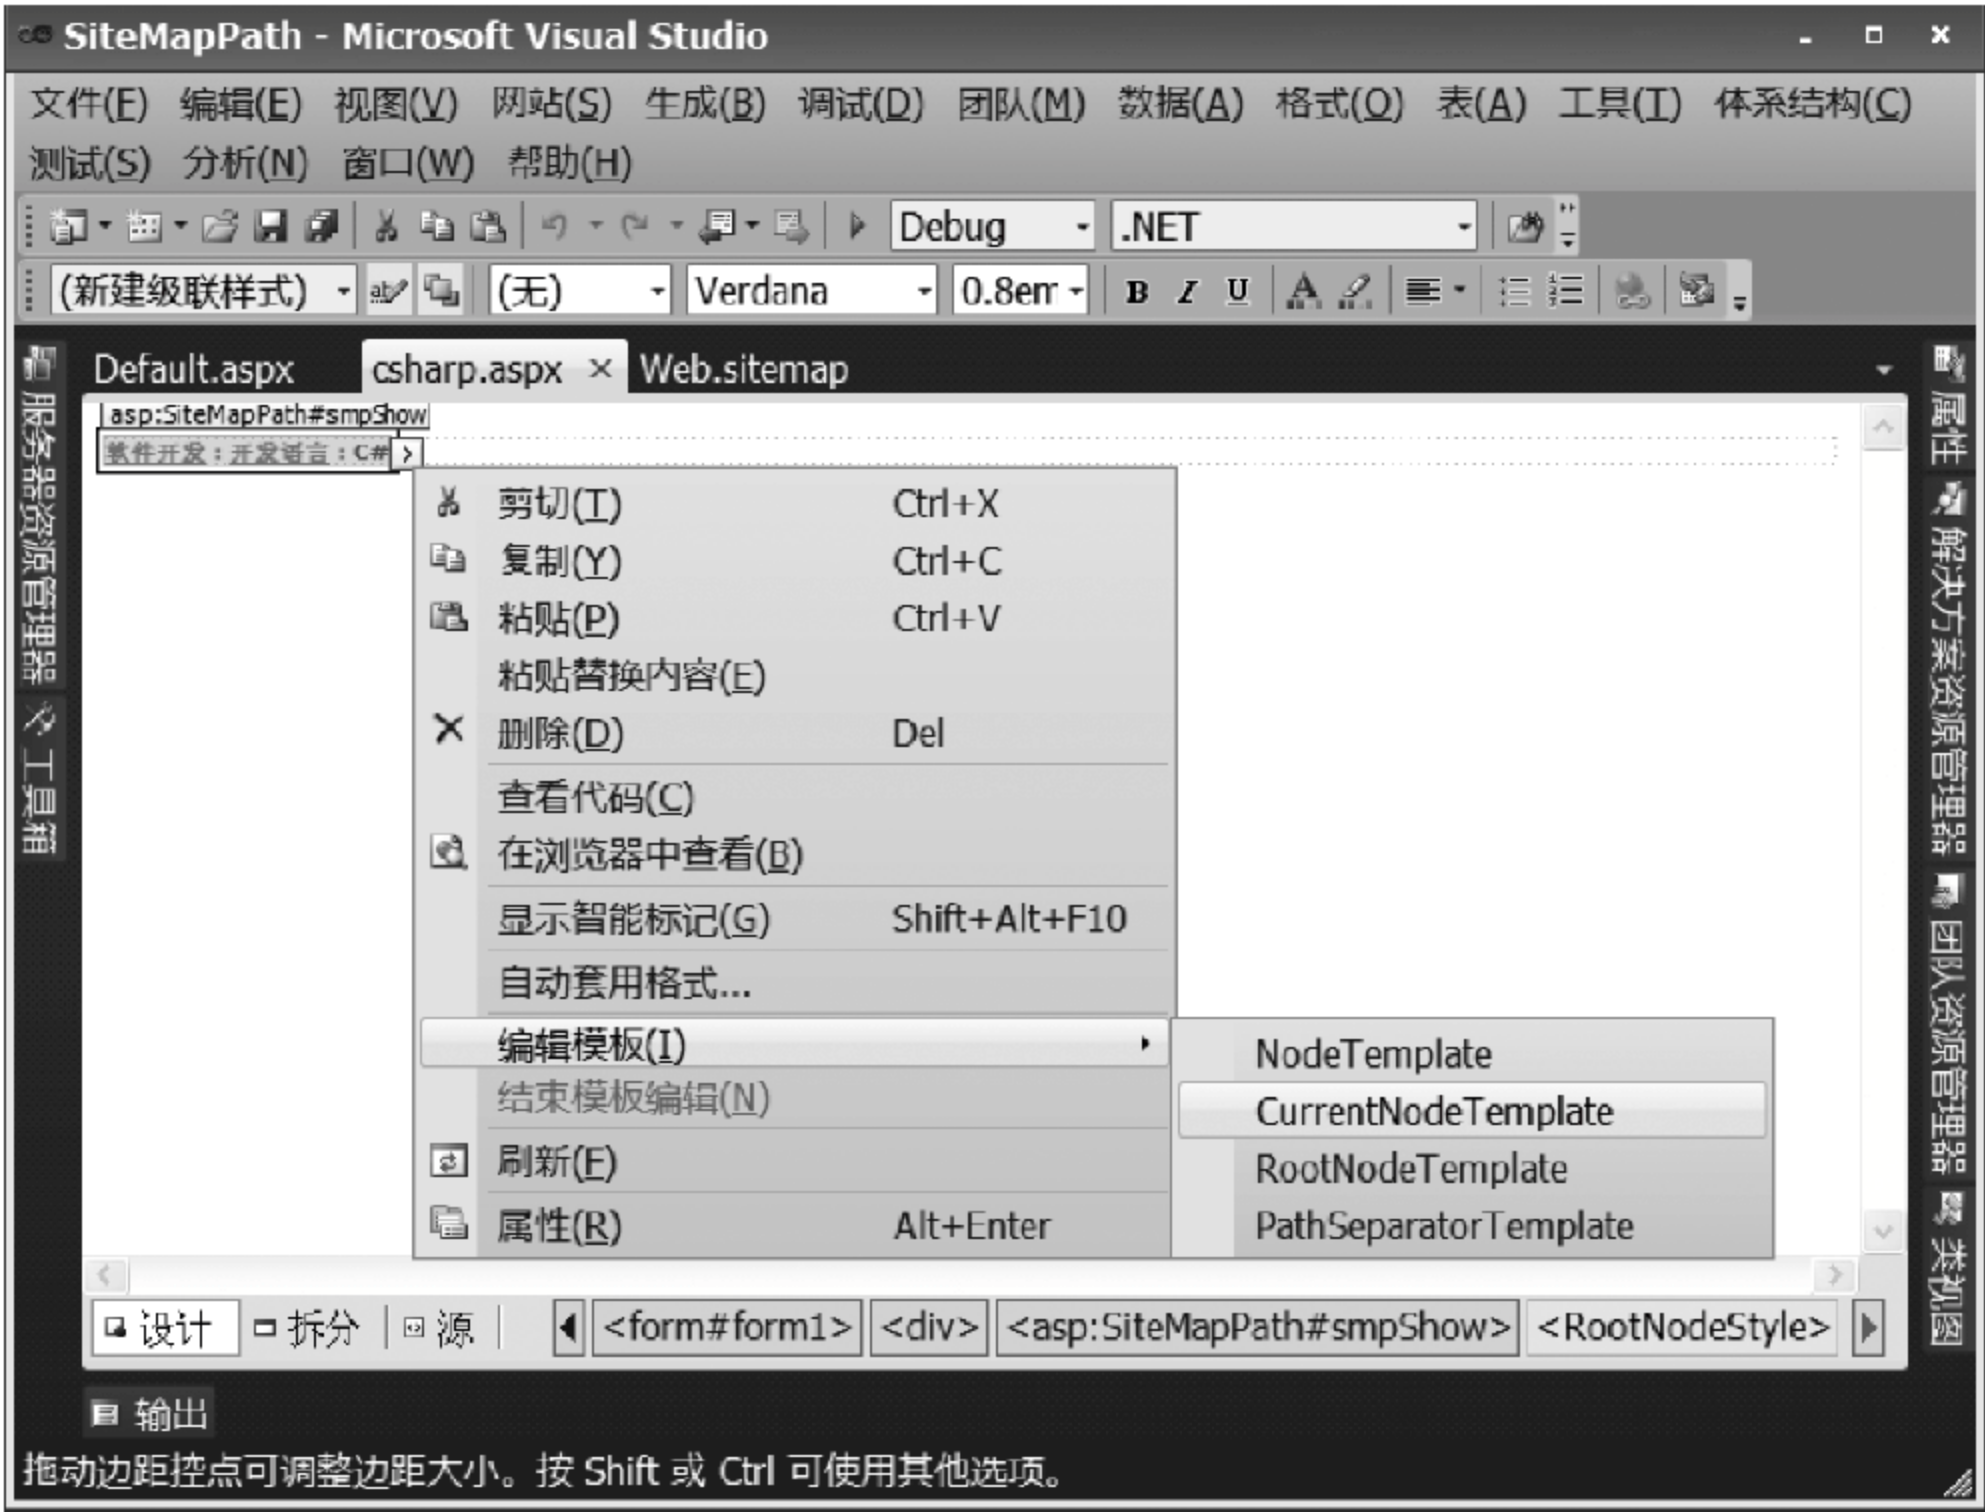 SiteMapPath - Microsoft Visual Studio
文件(F) 编辑(E) 视图(V) 网站(S) 生成(B) 调试(D) 团队(M) 数据(A) 格式(O) 表(A) 工具(T) 体系结构(C)
测试(S) 分析(N) 窗口(W) 帮助(H)
Debug .NET
(新建级联样式) (无) Verdana 0.8em B I U
Default.aspx csharp.aspx × Web.sitemap
asp:SiteMapPath#smpShow
软件开发 : 开发语言 : C#
服务器资源管理器
工具箱
剪切(T) Ctrl+X
复制(Y) Ctrl+C
粘贴(P) Ctrl+V
粘贴替换内容(E)
删除(D) Del
查看代码(C)
在浏览器中查看(B)
显示智能标记(G) Shift+Alt+F10
自动套用格式...
编辑模板(I)
结束模板编辑(N)
刷新(F)
属性(R) Alt+Enter
NodeTemplate
CurrentNodeTemplate
RootNodeTemplate
PathSeparatorTemplate
属性
解决方案资源管理器
团队资源管理器
类视图
设计 拆分 源 <form#form1> <div> <asp:SiteMapPath#smpShow> <RootNodeStyle>
输出
拖动边距控点可调整边距大小。按 Shift 或 Ctrl 可使用其他选项。